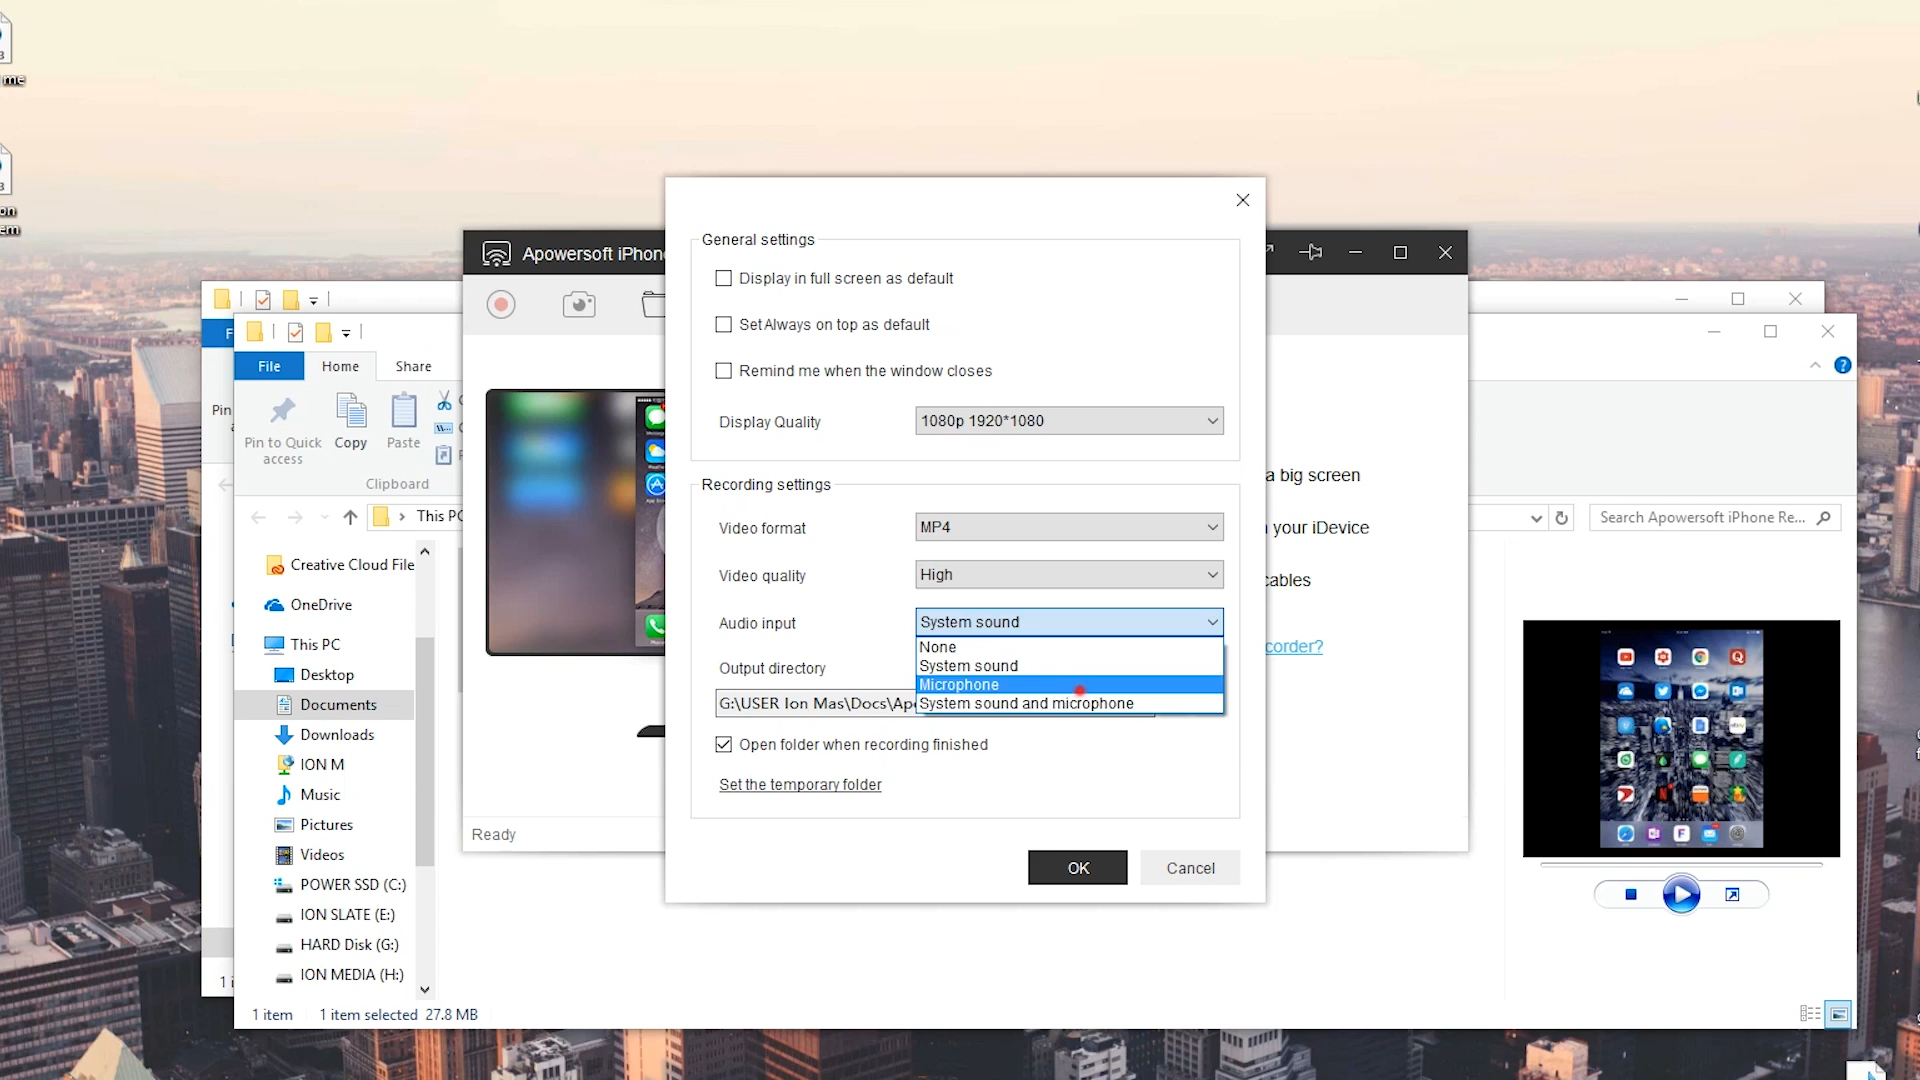 me
on
em
General settings
Display in full screen as default
Set Always on top as default
Remind me when the window closes
Display Quality
1080p 1920*1080
Recording settings
Video format
MP4
Video quality
High
Audio input
System sound
None
System sound
Microphone
System sound and microphone
Output directory
G:\USER Ion Mas\Docs\Apo
Open folder when recording finished
Set the temporary folder
OK
Cancel
Apowersoft iPhon
a big screen
your iDevice
cables
corder?
Ready
File
Home
Share
Pin
Pin to Quick
access
Copy
Paste
Clipboard
This PC
Search Apowersoft iPhone Re...
Creative Cloud File
OneDrive
This PC
Desktop
Documents
Downloads
ION M
Music
Pictures
Videos
POWER SSD (C:)
ION SLATE (E:)
HARD Disk (G:)
ION MEDIA (H:)
1 item
1 item selected 27.8 MB